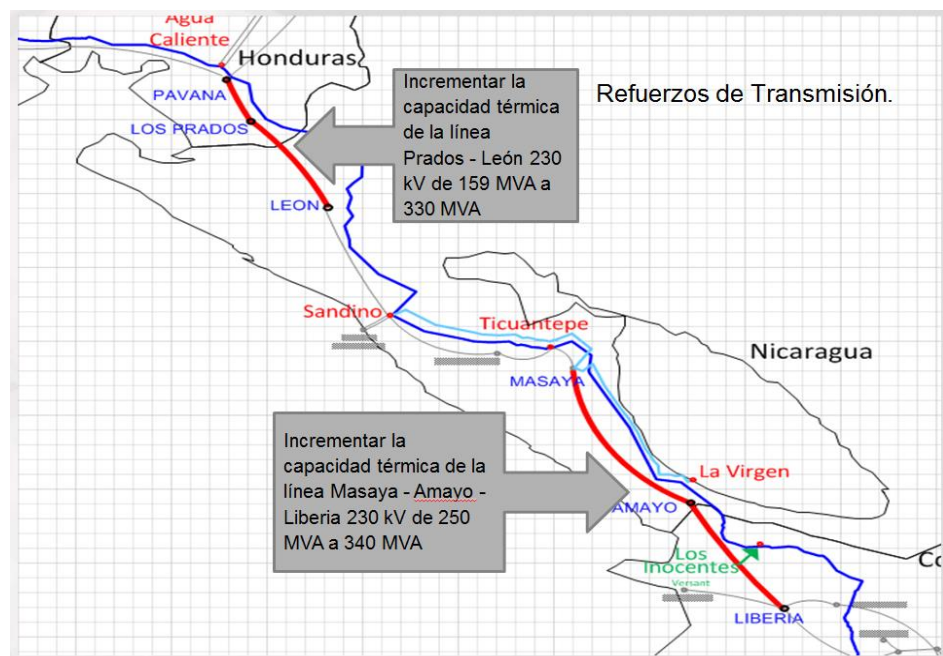 Agua
Caliente
Honduras
PAVANA
LOS PRADOS
LEON
Incrementar la
capacidad térmica
de la línea
Prados - León 230
kV de 159 MVA a
330 MVA
Refuerzos de Transmisión.
Sandino
Ticuantepe
MASAYA
Nicaragua
Incrementar la
capacidad térmica de la
línea Masaya - Amayo -
Liberia 230 kV de 250
MVA a 340 MVA
La Virgen
AMAYO
Los
Inocentes
Versant
LIBERIA